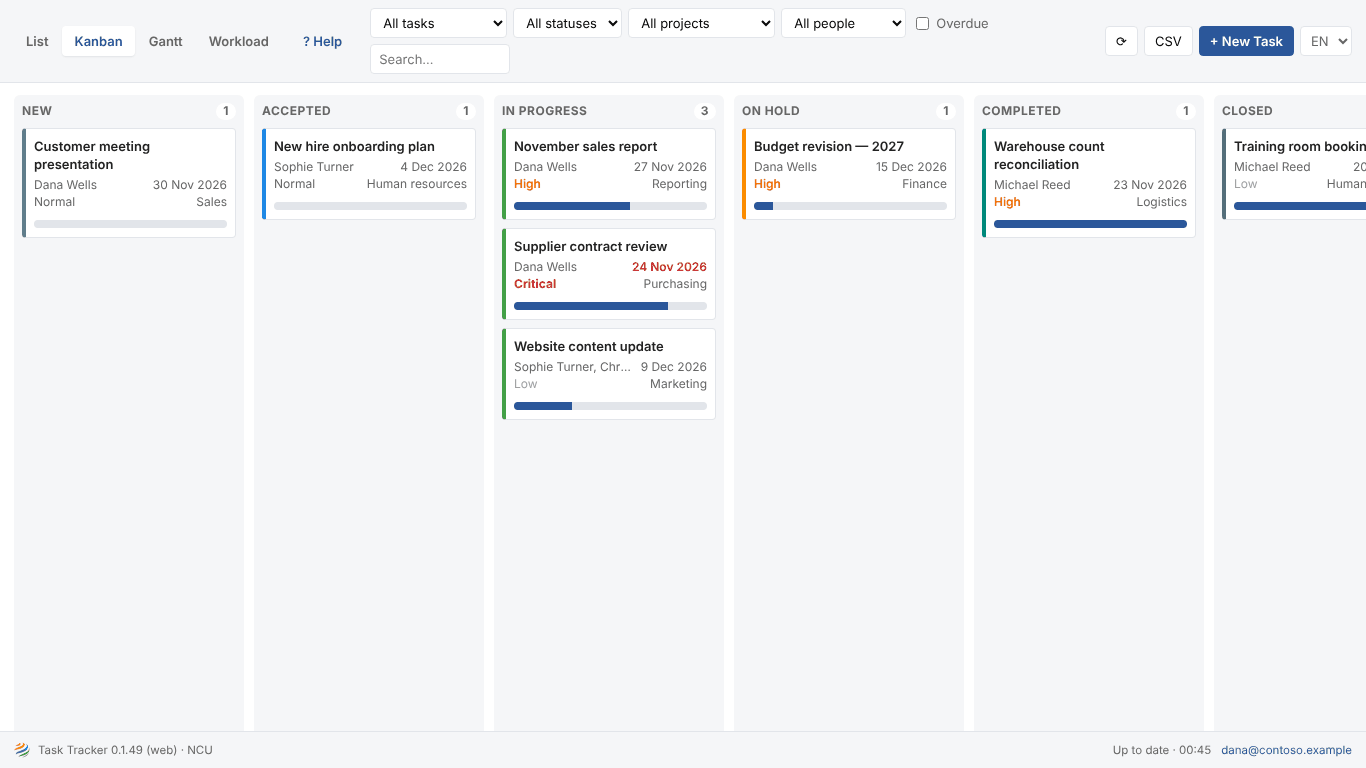 List
Kanban
Gantt
Workload
? Help
All tasks
All statuses
All projects
All people
Overdue
Search...
CSV
+ New Task
EN
NEW 1
Customer meeting
presentation
Dana Wells 30 Nov 2026
Normal Sales
ACCEPTED 1
New hire onboarding plan
Sophie Turner 4 Dec 2026
Normal Human resources
IN PROGRESS 3
November sales report
Dana Wells 27 Nov 2026
High Reporting
Supplier contract review
Dana Wells 24 Nov 2026
Critical Purchasing
Website content update
Sophie Turner, Chr... 9 Dec 2026
Low Marketing
ON HOLD 1
Budget revision — 2027
Dana Wells 15 Dec 2026
High Finance
COMPLETED 1
Warehouse count
reconciliation
Michael Reed 23 Nov 2026
High Logistics
CLOSED
Training room bookin
Michael Reed 20
Low Human
Task Tracker 0.1.49 (web) · NCU
Up to date · 00:45 dana@contoso.example